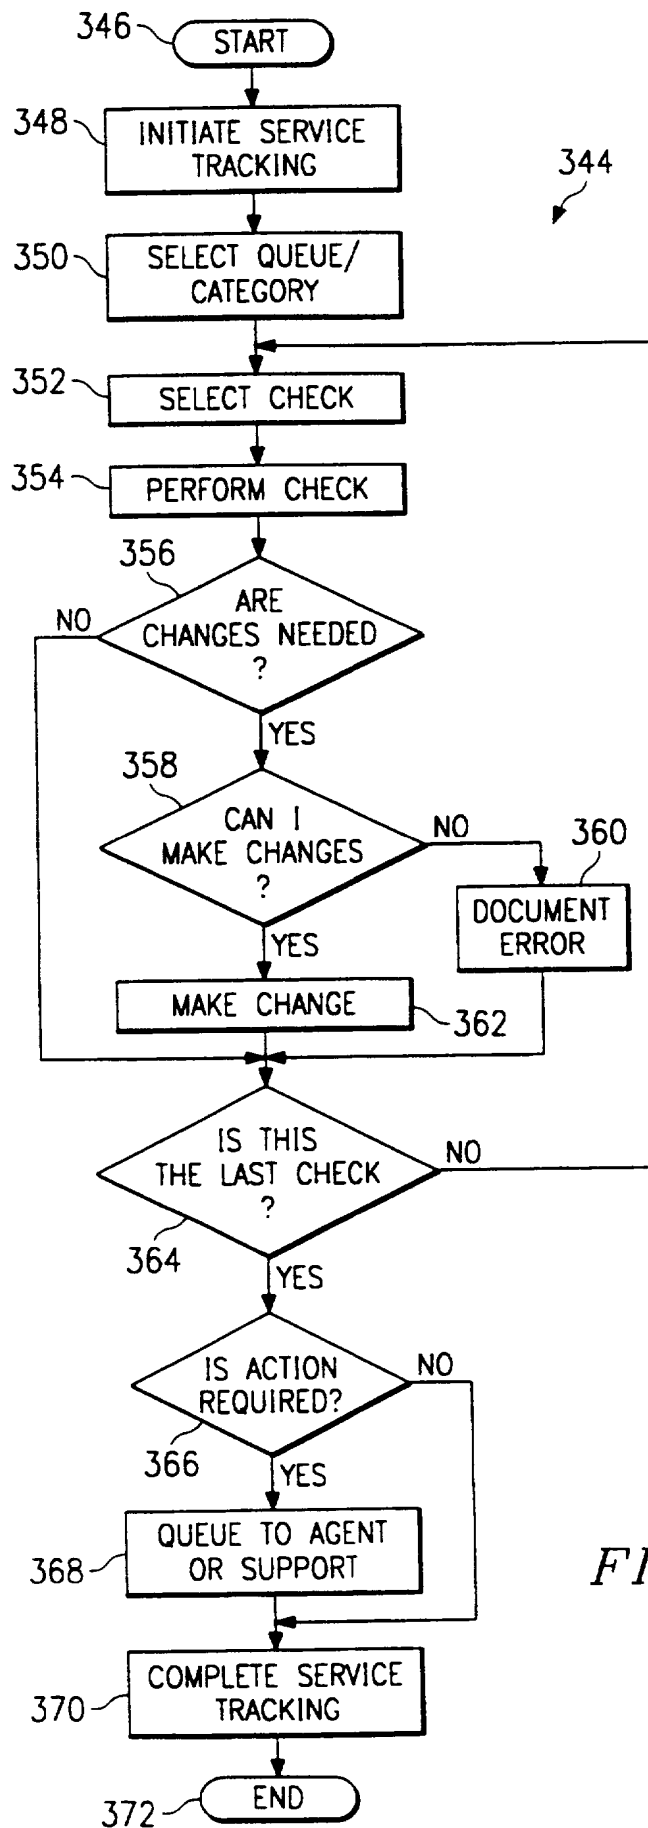 346
START
348
INITIATE SERVICE
TRACKING
344
350
SELECT QUEUE/
CATEGORY
352
SELECT CHECK
354
PERFORM CHECK
356
NO
ARE
CHANGES NEEDED
?
YES
358
CAN I
MAKE CHANGES
?
NO
360
DOCUMENT
ERROR
YES
MAKE CHANGE
362
IS THIS
THE LAST CHECK
?
NO
364
YES
IS ACTION
REQUIRED?
NO
366
YES
QUEUE TO AGENT
OR SUPPORT
368
FI
COMPLETE SERVICE
TRACKING
370
END
372